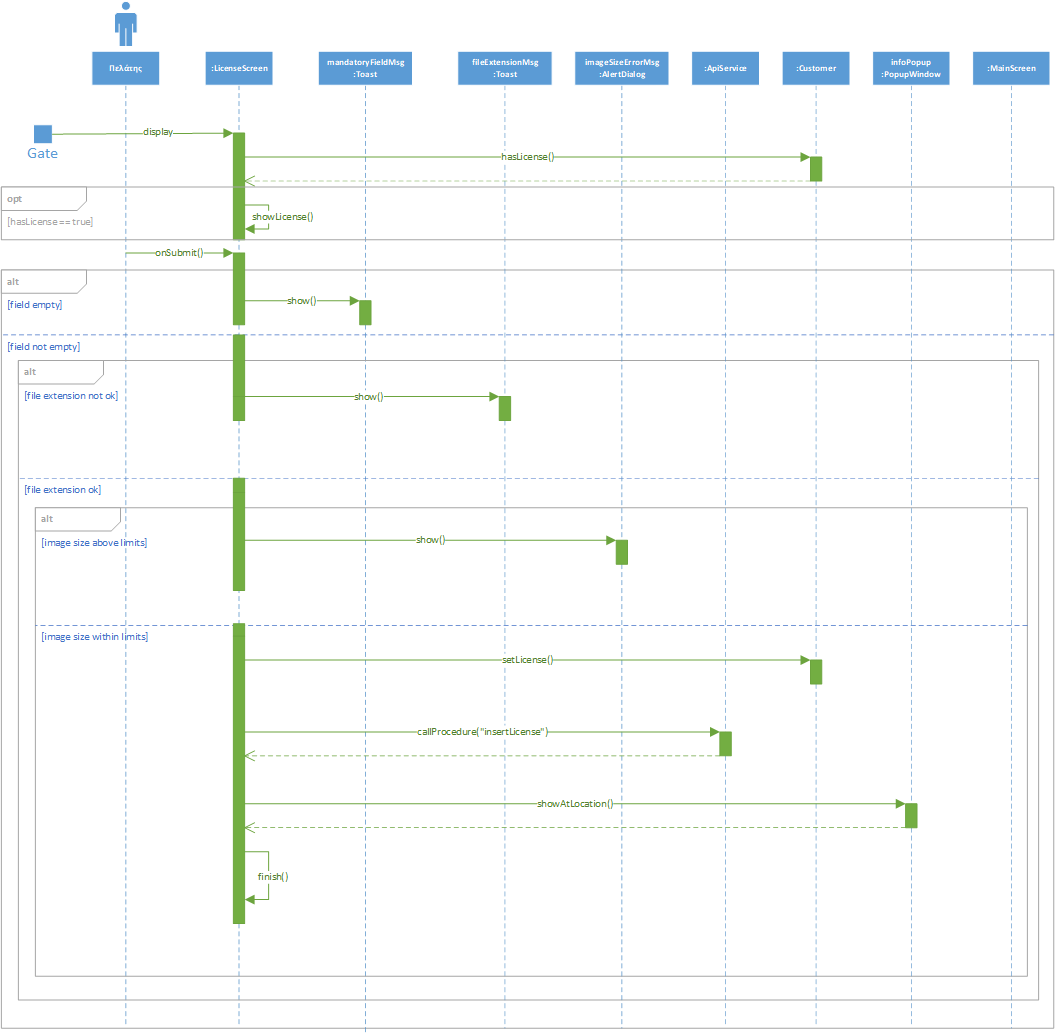 Πελάτης
:LicenseScreen
mandatoryFieldMsg
:Toast
fileExtensionMsg
:Toast
imageSizeErrorMsg
:AlertDialog
:ApiService
:Customer
infoPopup
:PopupWindow
:MainScreen
display
Gate
hasLicense()
opt
[hasLicense == true]
showLicense()
onSubmit()
alt
[field empty]
show()
[field not empty]
alt
[file extension not ok]
show()
[file extension ok]
alt
[image size above limits]
show()
[image size within limits]
setLicense()
callProcedure("insertLicense")
showAtLocation()
finish()